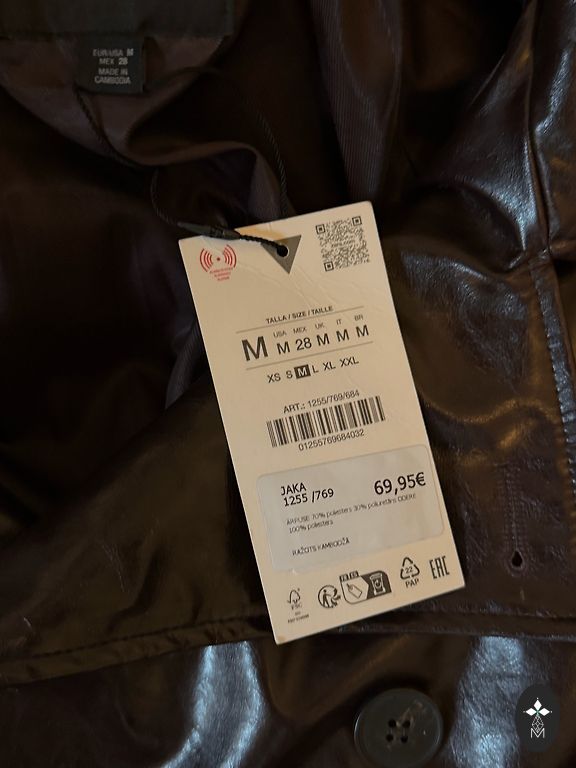 EUR/USA M
MEX 28
MADE IN
CAMBODIA
TALLA / SIZE / TAILLE
USA MEX UK IT BR
M M 28 M M M
XS S M L XL XXL
ART.: 1255/769/684
01255769684032
JAKA
1255 /769 69,95€
ĀRPUSE 70% poliesters 30% poliuretāns ODERE
100% poliesters
RAŽOTS KAMBODŽĀ
FSC
22
PAP
EAC
M